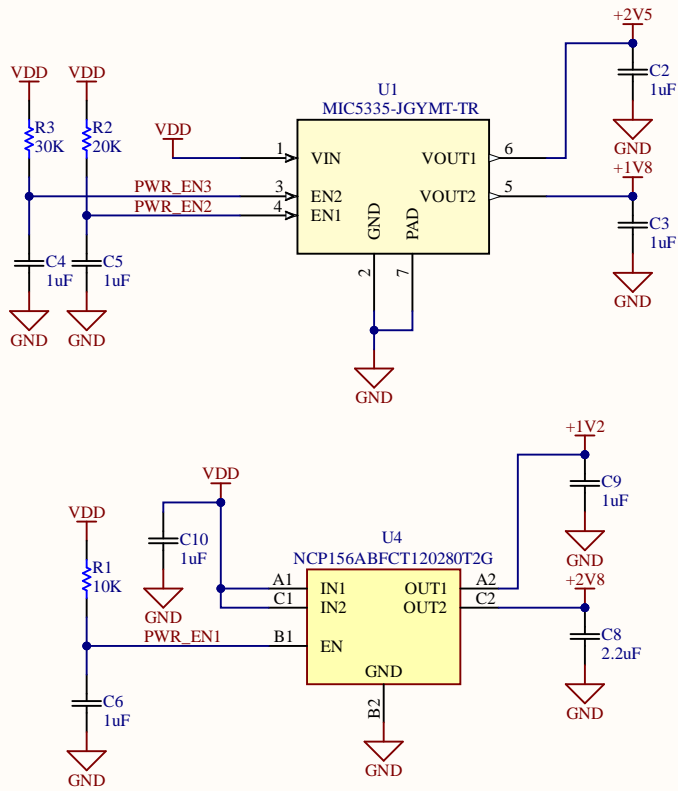 +2V5
C2
1uF
VDD
VDD
R3
30K
R2
20K
U1
MIC5335-JGYMT-TR
VDD
1
VIN
VOUT1
6
PWR_EN3
3
EN2
VOUT2
5
+1V8
PWR_EN2
4
EN1
GND
PAD
2
7
GND
C3
1uF
GND
C4
1uF
C5
1uF
GND
GND
GND
+1V2
C9
1uF
GND
VDD
C10
1uF
GND
VDD
R1
10K
U4
NCP156ABFCT120280T2G
A1
IN1
OUT1
A2
C1
IN2
OUT2
C2
+2V8
PWR_EN1
B1
EN
GND
B2
GND
C8
2.2uF
GND
C6
1uF
GND